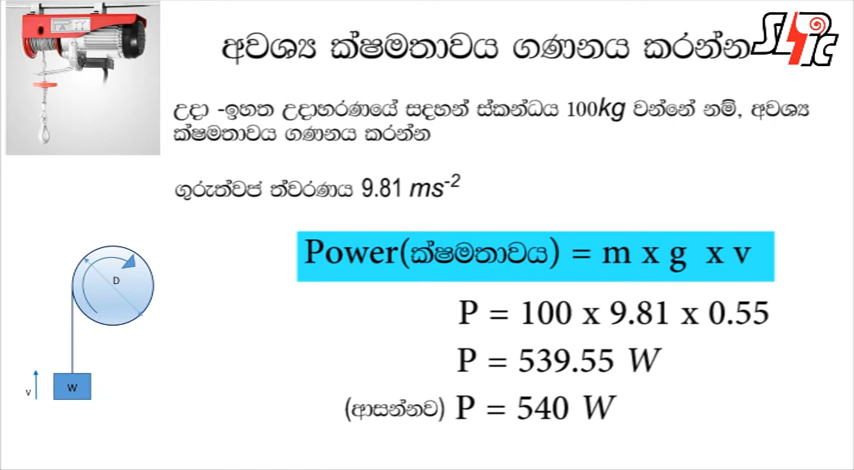 අවශ්‍ය ක්ෂමතාවය ගණනය කරන්න
උදා -ඉහත උදාහරණයේ සදහන් ස්කන්ධය 100kg වන්නේ නම්, අවශ්‍ය
ක්ෂමතාවය ගණනය කරන්න
ගුරුත්වජ ත්වරණය 9.81 ms⁻²
Power(ක්ෂමතාවය) = m x g x v
P = 100 x 9.81 x 0.55
P = 539.55 W
(ආසන්නව) P = 540 W
D
v
W